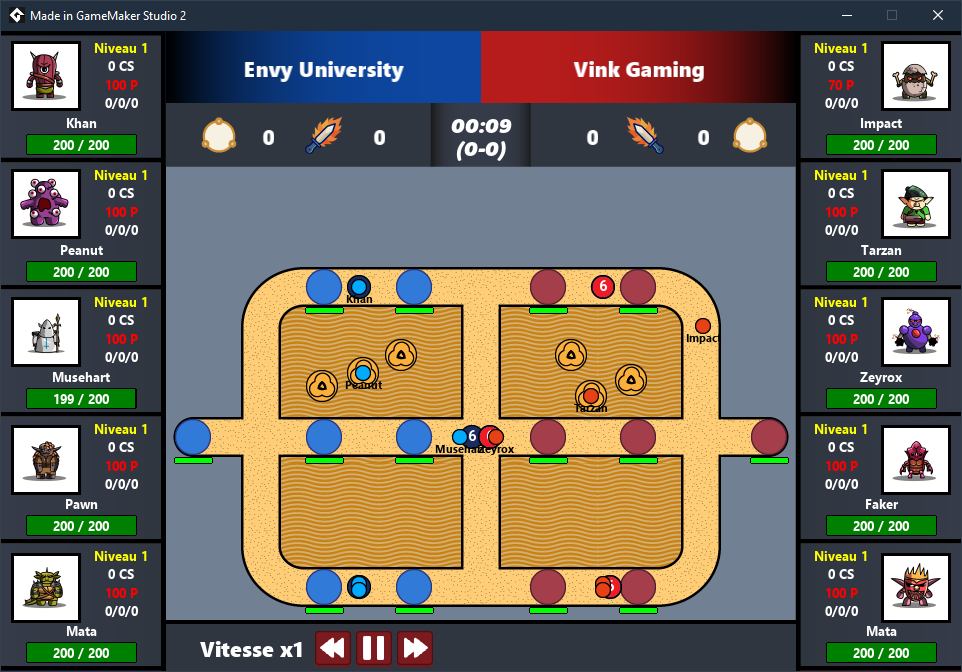 Made in GameMaker Studio 2
Envy University
Vink Gaming
0
0
00:09
(0-0)
0
0
Niveau 1
0 CS
100 P
0/0/0
Khan
200 / 200
Niveau 1
0 CS
100 P
0/0/0
Peanut
200 / 200
Niveau 1
0 CS
100 P
0/0/0
Musehart
199 / 200
Niveau 1
0 CS
100 P
0/0/0
Pawn
200 / 200
Niveau 1
0 CS
100 P
0/0/0
Mata
200 / 200
Khan
6
Impact
Peanut
Tarzan
6
Zeyrox
Vitesse x1
Niveau 1
0 CS
70 P
0/0/0
Impact
200 / 200
Niveau 1
0 CS
100 P
0/0/0
Tarzan
200 / 200
Niveau 1
0 CS
100 P
0/0/0
Zeyrox
200 / 200
Niveau 1
0 CS
100 P
0/0/0
Faker
200 / 200
Niveau 1
0 CS
100 P
0/0/0
Mata
200 / 200